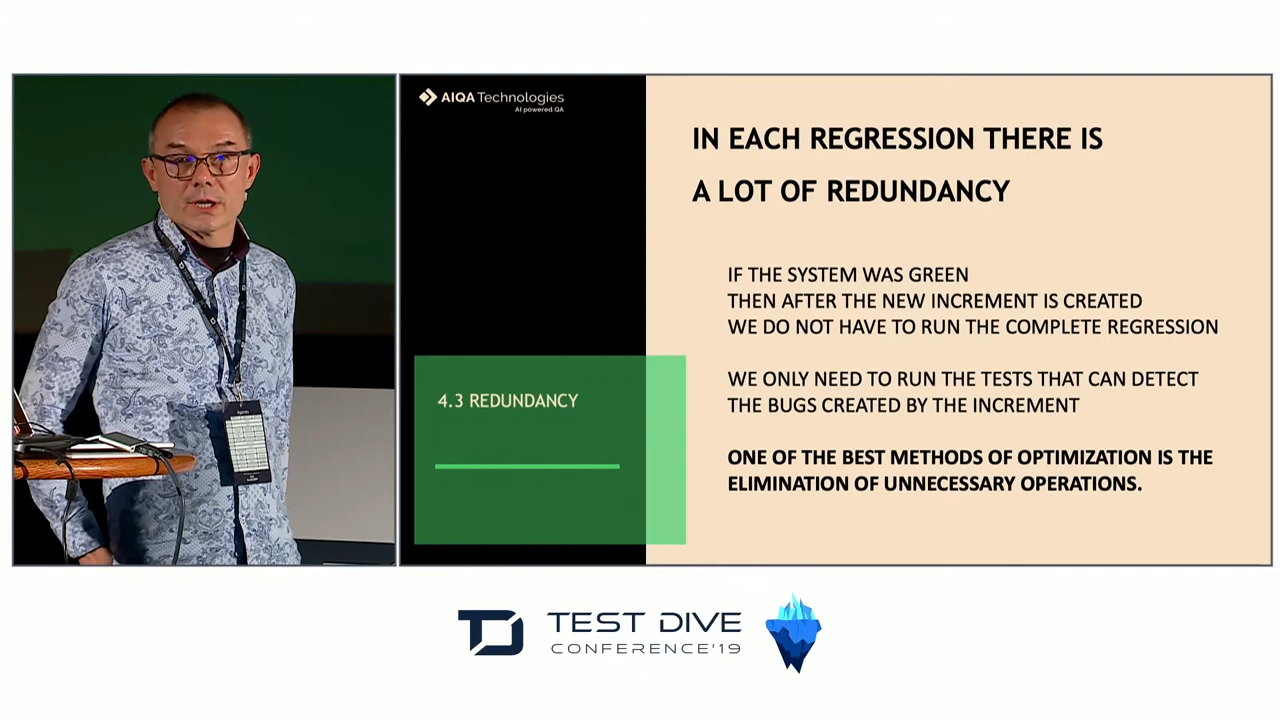 AIQA Technologies
AI powered QA
IN EACH REGRESSION THERE IS
A LOT OF REDUNDANCY
IF THE SYSTEM WAS GREEN
THEN AFTER THE NEW INCREMENT IS CREATED
WE DO NOT HAVE TO RUN THE COMPLETE REGRESSION
WE ONLY NEED TO RUN THE TESTS THAT CAN DETECT
THE BUGS CREATED BY THE INCREMENT
ONE OF THE BEST METHODS OF OPTIMIZATION IS THE
ELIMINATION OF UNNECESSARY OPERATIONS.
4.3 REDUNDANCY
Agenda
TEST DIVE
CONFERENCE'19